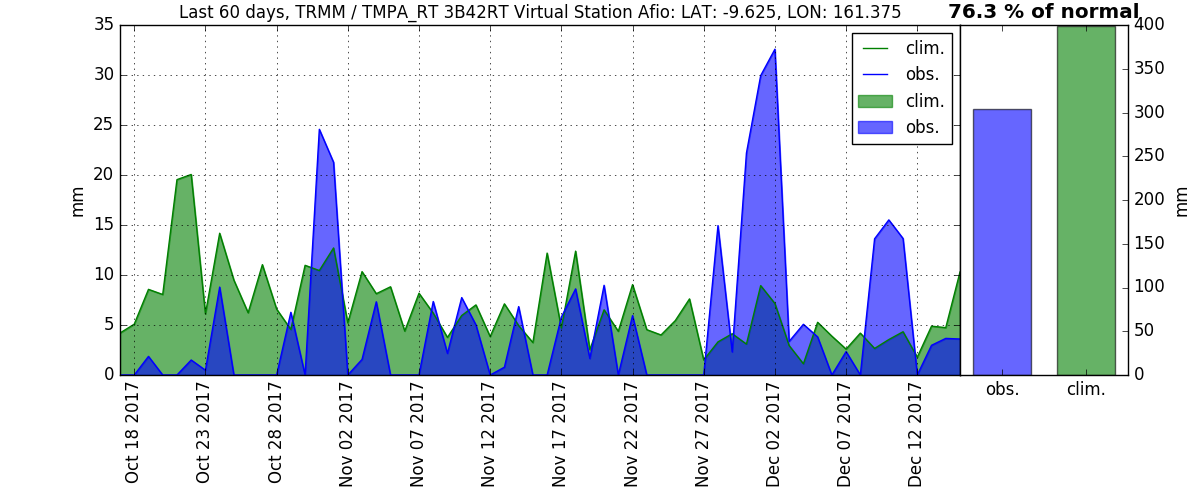 Last 60 days, TRMM / TMPA_RT 3B42RT Virtual Station Afio: LAT: -9.625, LON: 161.375
76.3 % of normal
35
30
25
20
15
10
5
0
mm
clim.
obs.
clim.
obs.
Oct 18 2017
Oct 23 2017
Oct 28 2017
Nov 02 2017
Nov 07 2017
Nov 12 2017
Nov 17 2017
Nov 22 2017
Nov 27 2017
Dec 02 2017
Dec 07 2017
Dec 12 2017
obs.
clim.
400
350
300
250
200
150
100
50
0
mm